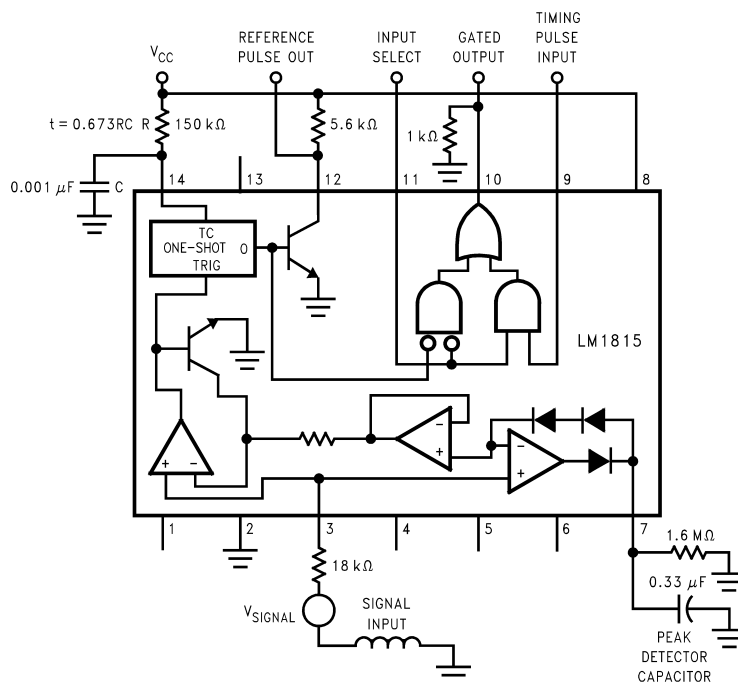 V_CC
REFERENCE
PULSE OUT
INPUT
SELECT
GATED
OUTPUT
TIMING
PULSE
INPUT
t = 0.673RC R
150 kΩ
5.6 kΩ
1 kΩ
0.001 μF
C
14
13
12
11
10
9
8
TC
ONE-SHOT O
TRIG
LM1815
+
−
−
+
−
+
1
2
3
4
5
6
7
18 kΩ
1.6 MΩ
0.33 μF
V_SIGNAL
SIGNAL
INPUT
PEAK
DETECTOR
CAPACITOR